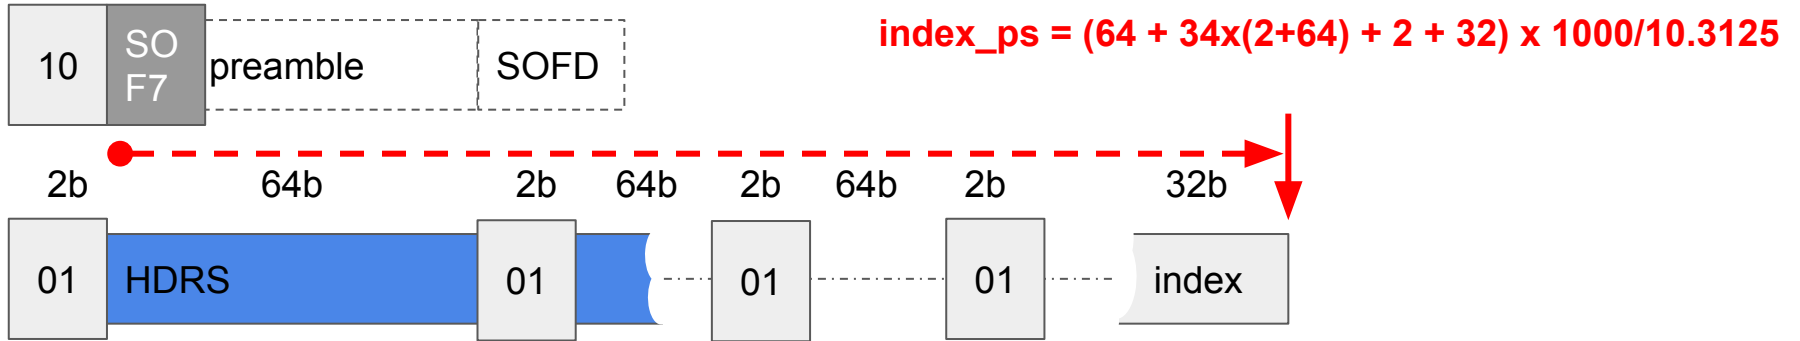 index_ps = (64 + 34x(2+64) + 2 + 32) x 1000/10.3125
10 SO preamble SOFD
F7
2b 64b 2b 64b 2b 64b 2b 32b
01 HDRS 01 01 01 index